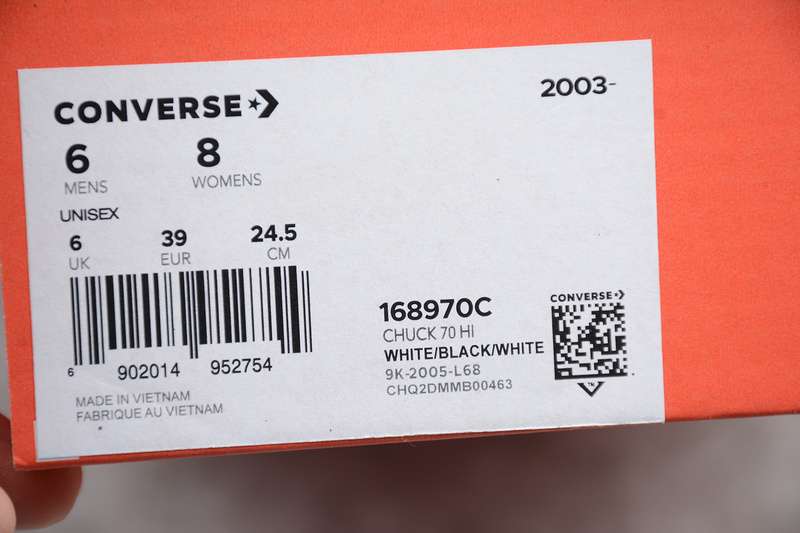 CONVERSE
2003-
6 8
MENS WOMENS
UNISEX
6 39 24.5
UK EUR CM
6 902014 952754
MADE IN VIETNAM
FABRIQUE AU VIETNAM
168970C
CHUCK 70 HI
WHITE/BLACK/WHITE
9K-2005-L68
CHQ2DMMB00463
CONVERSE
TM